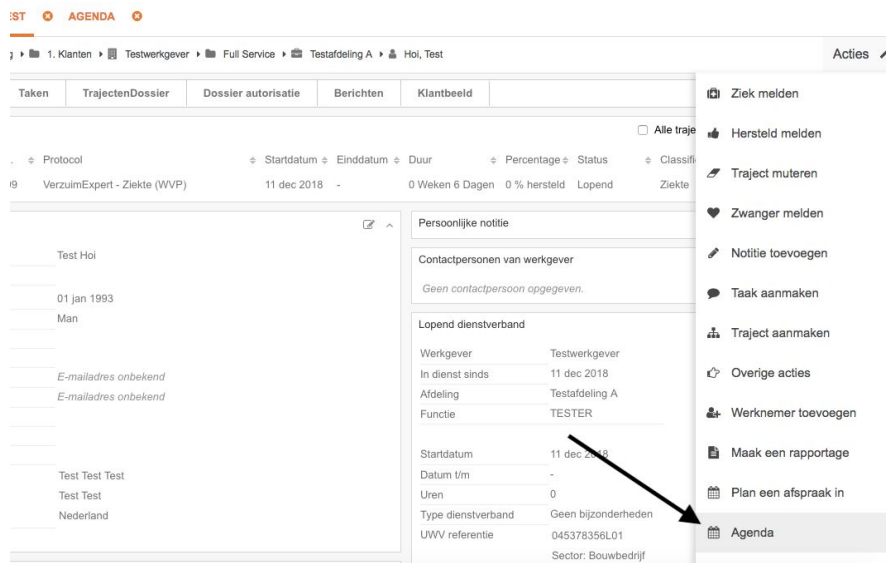 EST AGENDA
g 1. Klanten Testwerkgever Full Service Testafdeling A Hoi, Test
Acties
Taken TrajectenDossier Dossier autorisatie Berichten Klantbeeld
Alle traje
. Protocol Startdatum Einddatum Duur Percentage Status Classifi
99 VerzuimExpert - Ziekte (WVP) 11 dec 2018 - 0 Weken 6 Dagen 0 % hersteld Lopend Ziekte
Test Hoi
01 jan 1993
Man
E-mailadres onbekend
E-mailadres onbekend
Test Test Test
Test Test
Nederland
Persoonlijke notitie
Contactpersonen van werkgever
Geen contactpersoon opgegeven.
Lopend dienstverband
Werkgever Testwerkgever
In dienst sinds 11 dec 2018
Afdeling Testafdeling A
Functie TESTER
Startdatum 11 dec 2018
Datum t/m -
Uren 0
Type dienstverband Geen bijzonderheden
UWV referentie 045378356L01
Sector: Bouwbedrijf
Ziek melden
Hersteld melden
Traject muteren
Zwanger melden
Notitie toevoegen
Taak aanmaken
Traject aanmaken
Overige acties
Werknemer toevoegen
Maak een rapportage
Plan een afspraak in
Agenda